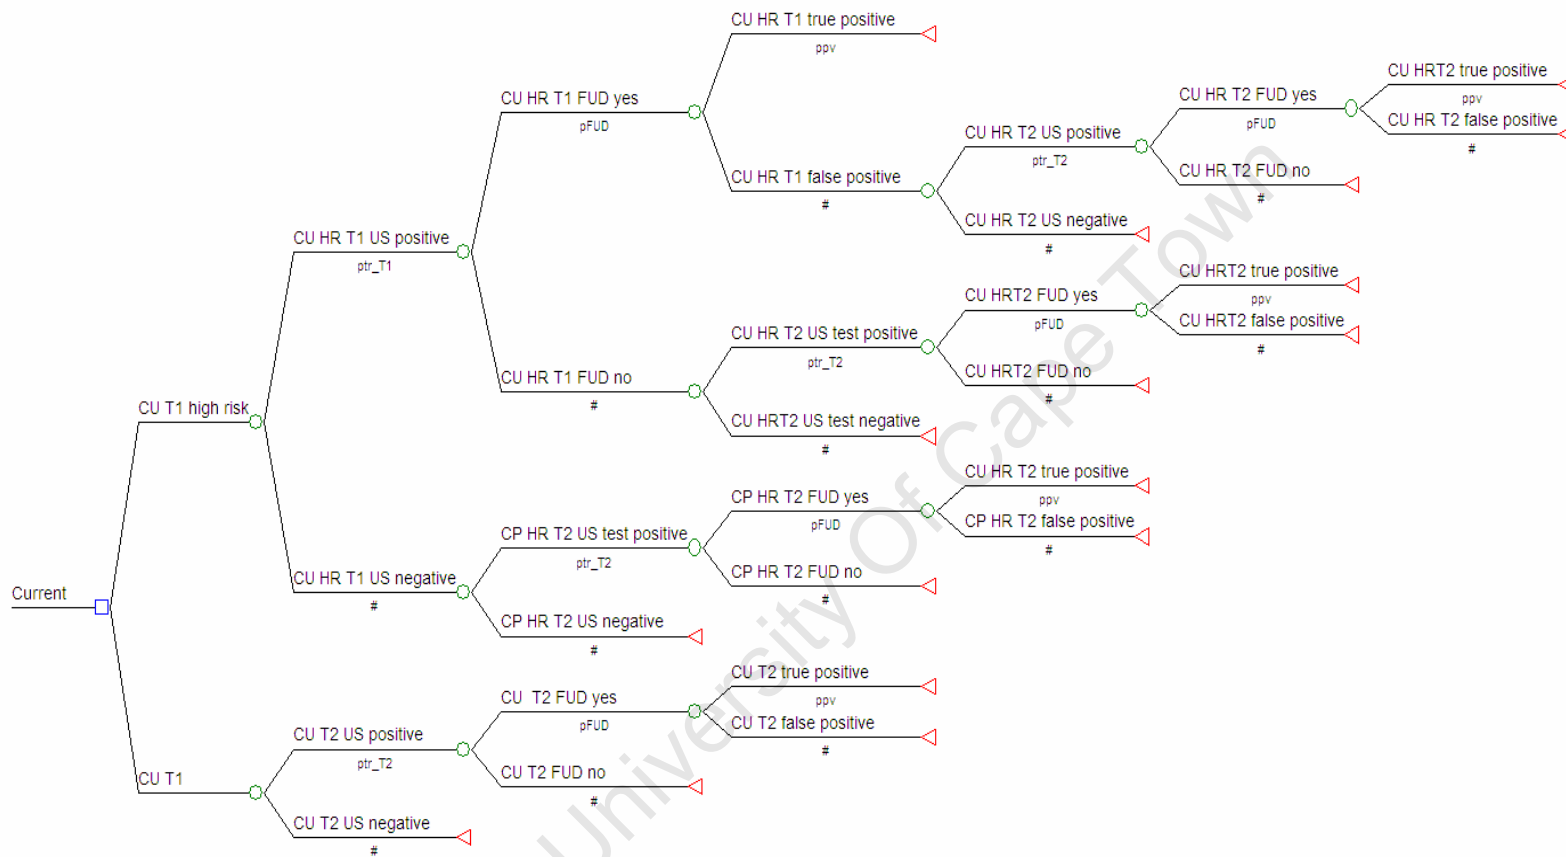 CU HR T1 true positive
ppv
CU HRT2 true positive
ppv
CU HR T1 FUD yes
pFUD
CU HR T2 FUD yes
pFUD
CU HR T2 false positive
#
CU HR T2 US positive
ptr_T2
CU HR T1 false positive
#
CU HR T2 FUD no
#
CU HR T2 US negative
#
CU HR T1 US positive
ptr_T1
CU HRT2 true positive
ppv
CU HRT2 FUD yes
pFUD
CU HRT2 false positive
#
CU HR T2 US test positive
ptr_T2
CU HR T1 FUD no
#
CU HRT2 FUD no
#
CU T1 high risk
CU HRT2 US test negative
#
CU HR T2 true positive
ppv
CP HR T2 FUD yes
pFUD
CP HR T2 US test positive
ptr_T2
CP HR T2 false positive
#
CU HR T1 US negative
#
CP HR T2 FUD no
#
Current
CP HR T2 US negative
#
CU T2 true positive
ppv
CU T2 FUD yes
pFUD
CU T2 US positive
ptr_T2
CU T2 false positive
#
CU T1
CU T2 FUD no
#
CU T2 US negative
#
University Of Cape Town